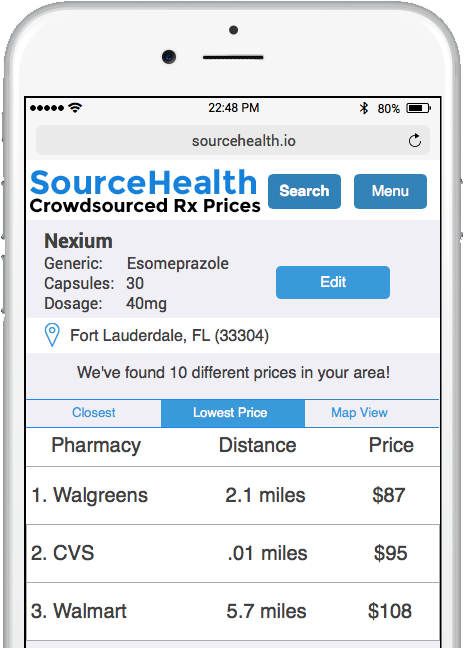 22:48 PM 80%
sourcehealth.io
SourceHealth
Crowdsourced Rx Prices
Search Menu
Nexium
Generic: Esomeprazole
Capsules: 30
Dosage: 40mg
Edit
Fort Lauderdale, FL (33304)
We've found 10 different prices in your area!
Closest Lowest Price Map View
Pharmacy Distance Price
1. Walgreens 2.1 miles $87
2. CVS .01 miles $95
3. Walmart 5.7 miles $108